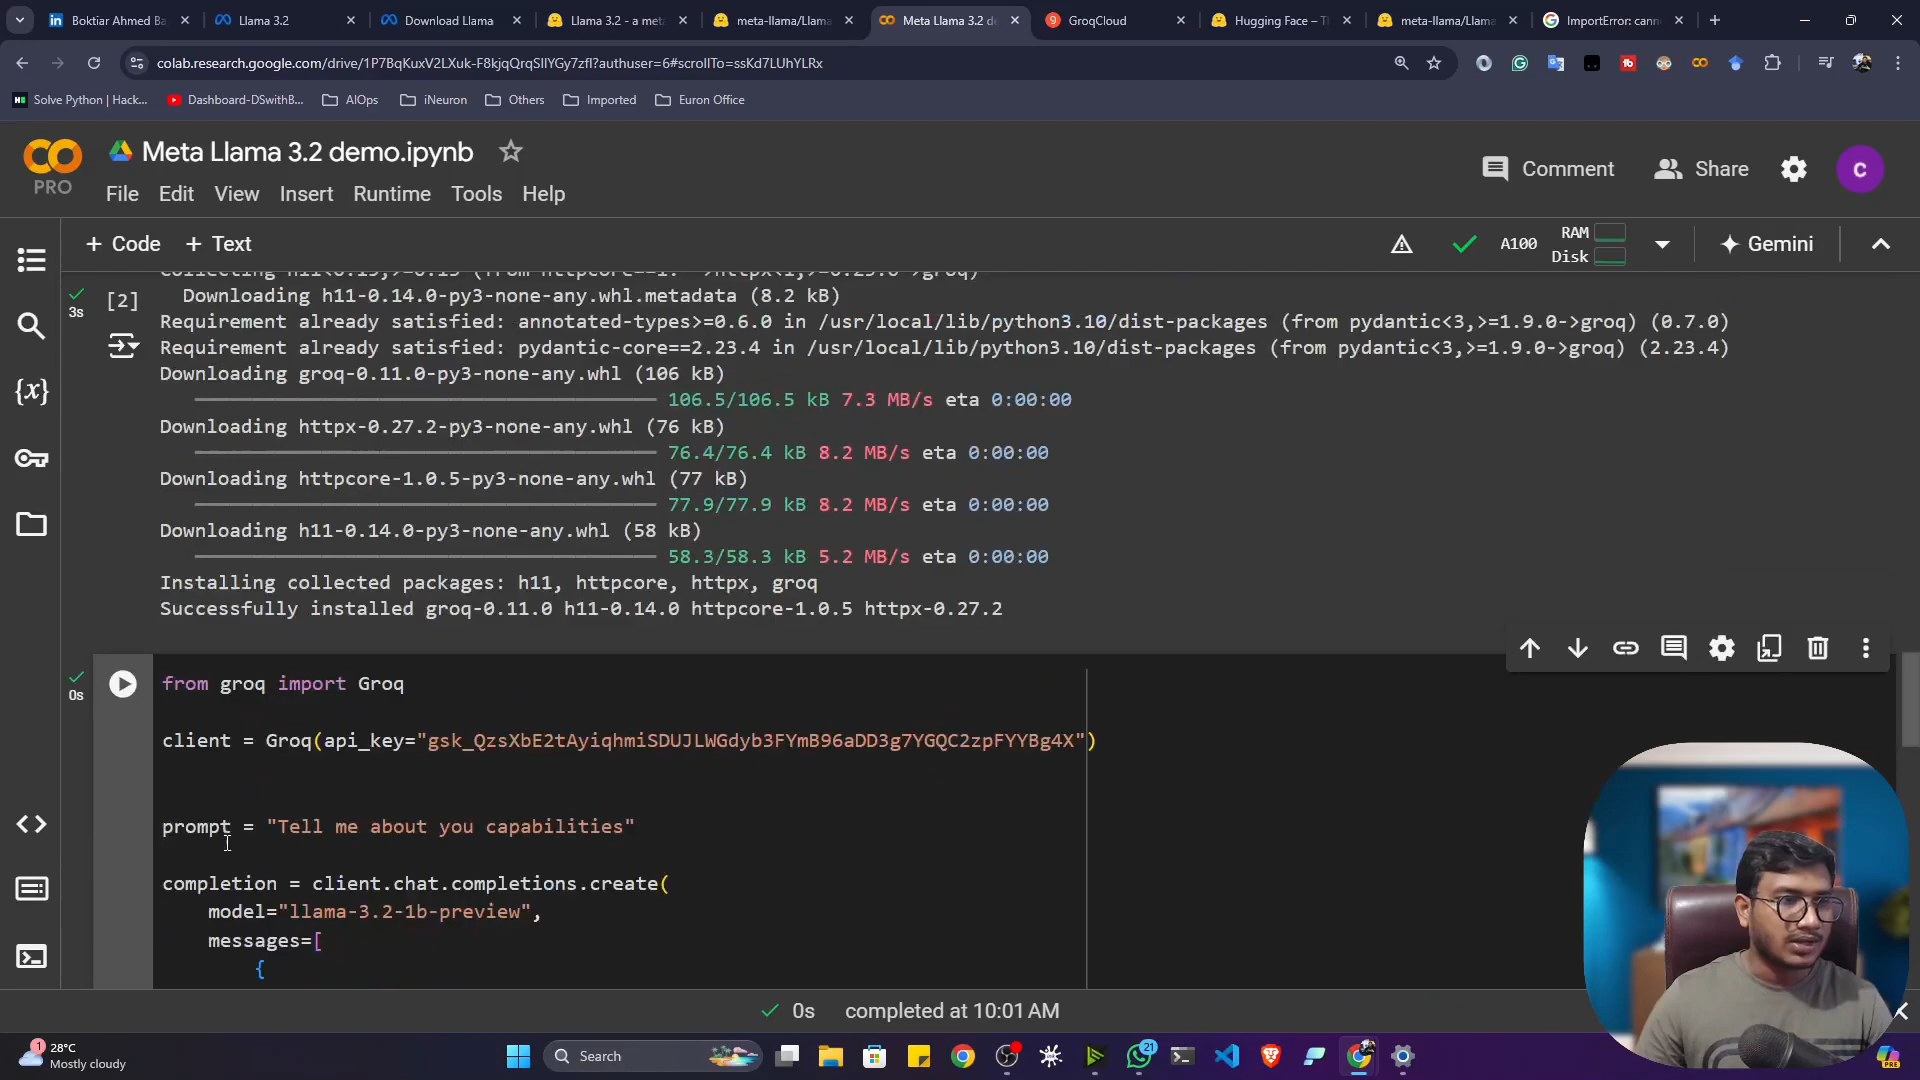 Boktiar Ahmed Ba
Llama 3.2
Download Llama
Llama 3.2 - a met
meta-llama/Llama
Meta Llama 3.2 de
GroqCloud
Hugging Face – Th
meta-llama/Llama
ImportError: cann
colab.research.google.com/drive/1P7BqKuxV2LXuk-F8kjqQrqSllYGy7zfl?authuser=6#scrollTo=ssKd7LUhYLRx
Solve Python | Hack...
Dashboard-DSwithB...
AIOps
iNeuron
Others
Imported
Euron Office
PRO
Meta Llama 3.2 demo.ipynb
Comment
Share
C
File Edit View Insert Runtime Tools Help
+ Code + Text
A100
RAM
Disk
Gemini
[2]
3s
Downloading h11-0.14.0-py3-none-any.whl.metadata (8.2 kB)
Requirement already satisfied: annotated-types>=0.6.0 in /usr/local/lib/python3.10/dist-packages (from pydantic<3,>=1.9.0->groq) (0.7.0)
Requirement already satisfied: pydantic-core==2.23.4 in /usr/local/lib/python3.10/dist-packages (from pydantic<3,>=1.9.0->groq) (2.23.4)
Downloading groq-0.11.0-py3-none-any.whl (106 kB)
106.5/106.5 kB 7.3 MB/s eta 0:00:00
Downloading httpx-0.27.2-py3-none-any.whl (76 kB)
76.4/76.4 kB 8.2 MB/s eta 0:00:00
Downloading httpcore-1.0.5-py3-none-any.whl (77 kB)
77.9/77.9 kB 8.2 MB/s eta 0:00:00
Downloading h11-0.14.0-py3-none-any.whl (58 kB)
58.3/58.3 kB 5.2 MB/s eta 0:00:00
Installing collected packages: h11, httpcore, httpx, groq
Successfully installed groq-0.11.0 h11-0.14.0 httpcore-1.0.5 httpx-0.27.2
0s
from groq import Groq
client = Groq(api_key="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")
prompt = "Tell me about you capabilities"
completion = client.chat.completions.create(
model="llama-3.2-1b-preview",
messages=[
{
0s completed at 10:01 AM
28°C
Mostly cloudy
Search
21